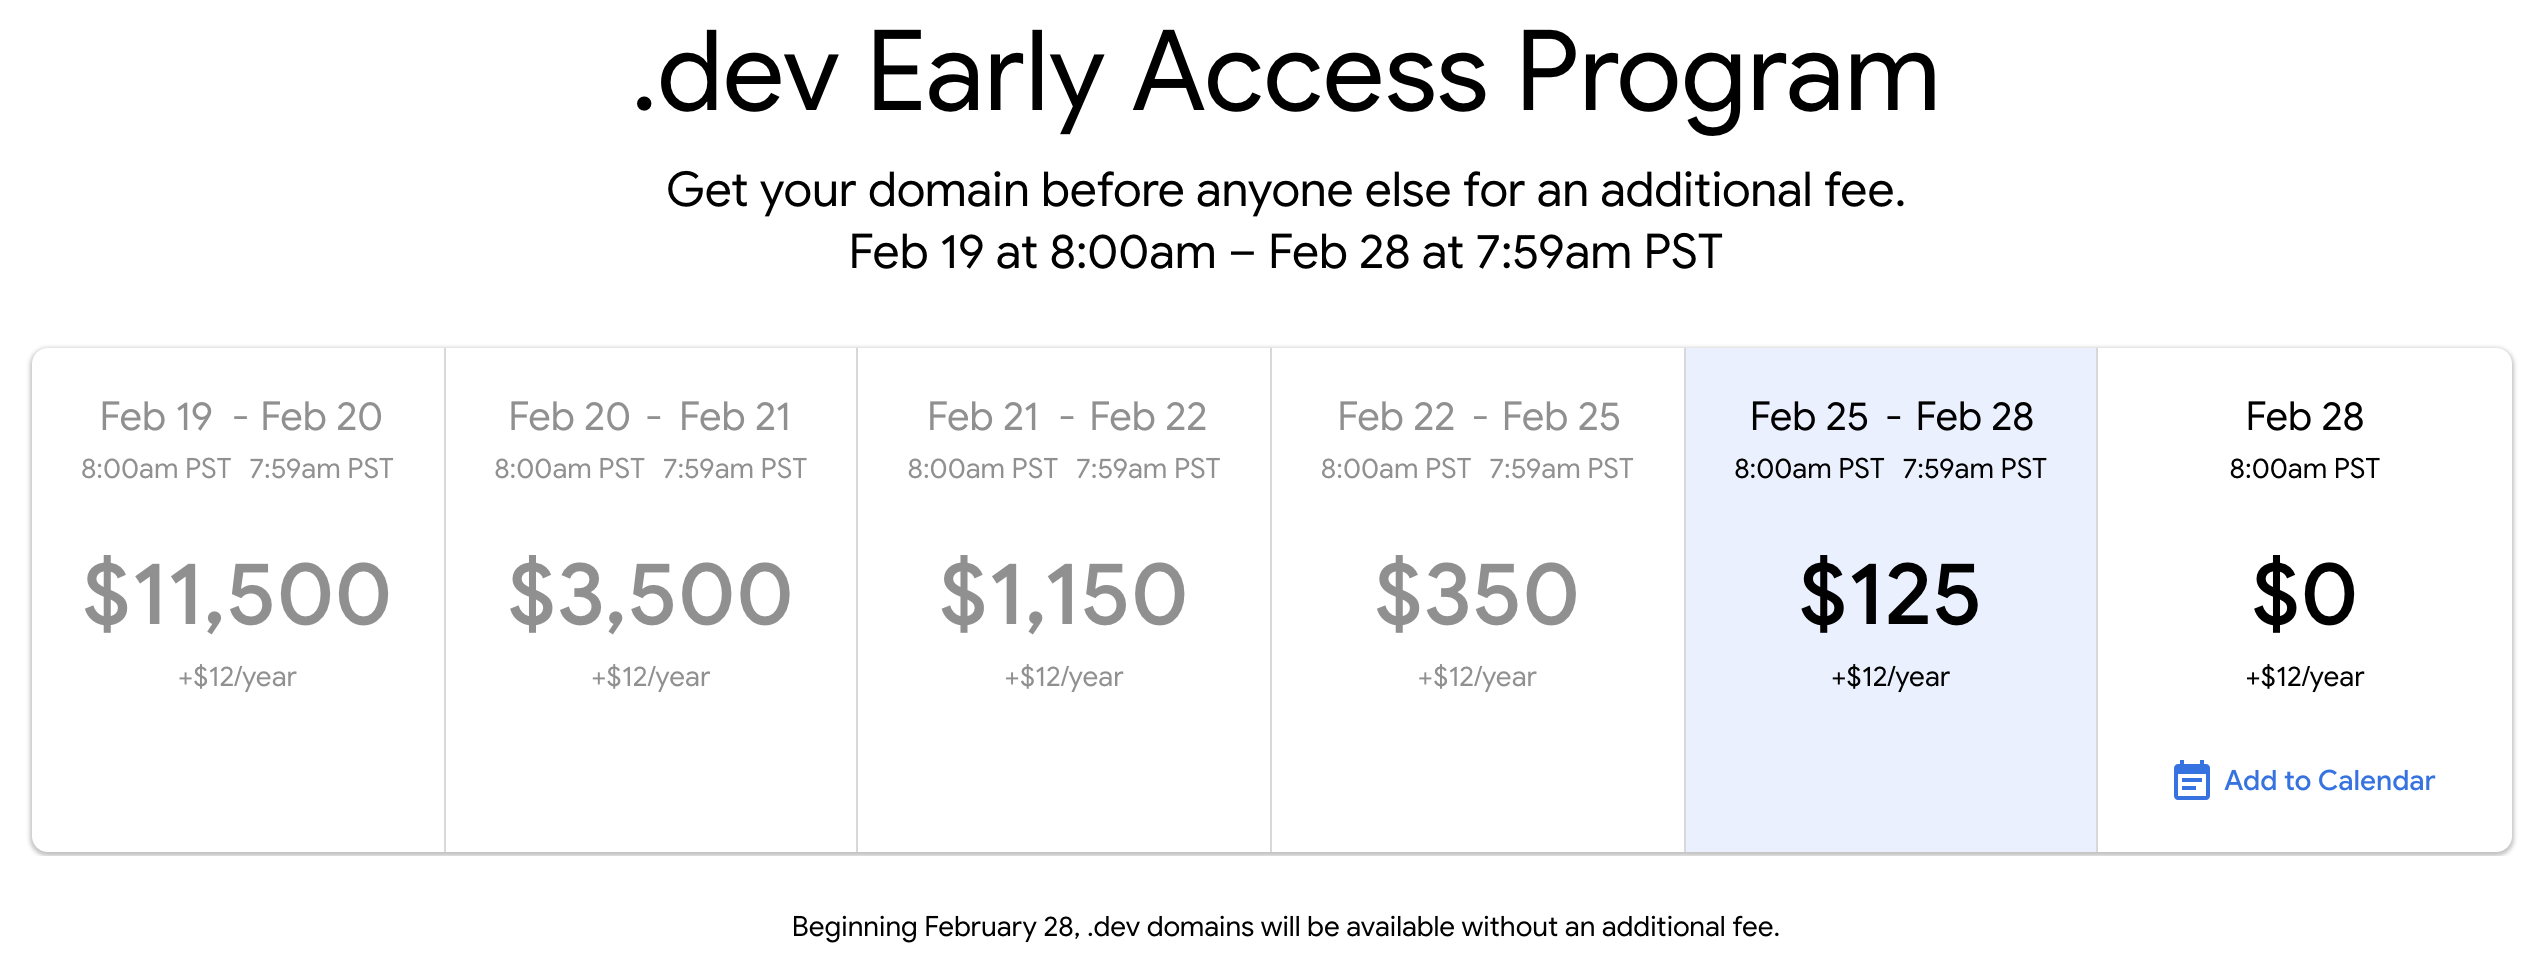 .dev Early Access Program
Get your domain before anyone else for an additional fee.
Feb 19 at 8:00am – Feb 28 at 7:59am PST
Feb 19 - Feb 20
8:00am PST 7:59am PST
$11,500
+$12/year
Feb 20 - Feb 21
8:00am PST 7:59am PST
$3,500
+$12/year
Feb 21 - Feb 22
8:00am PST 7:59am PST
$1,150
+$12/year
Feb 22 - Feb 25
8:00am PST 7:59am PST
$350
+$12/year
Feb 25 - Feb 28
8:00am PST 7:59am PST
$125
+$12/year
Feb 28
8:00am PST
$0
+$12/year
Add to Calendar
Beginning February 28, .dev domains will be available without an additional fee.